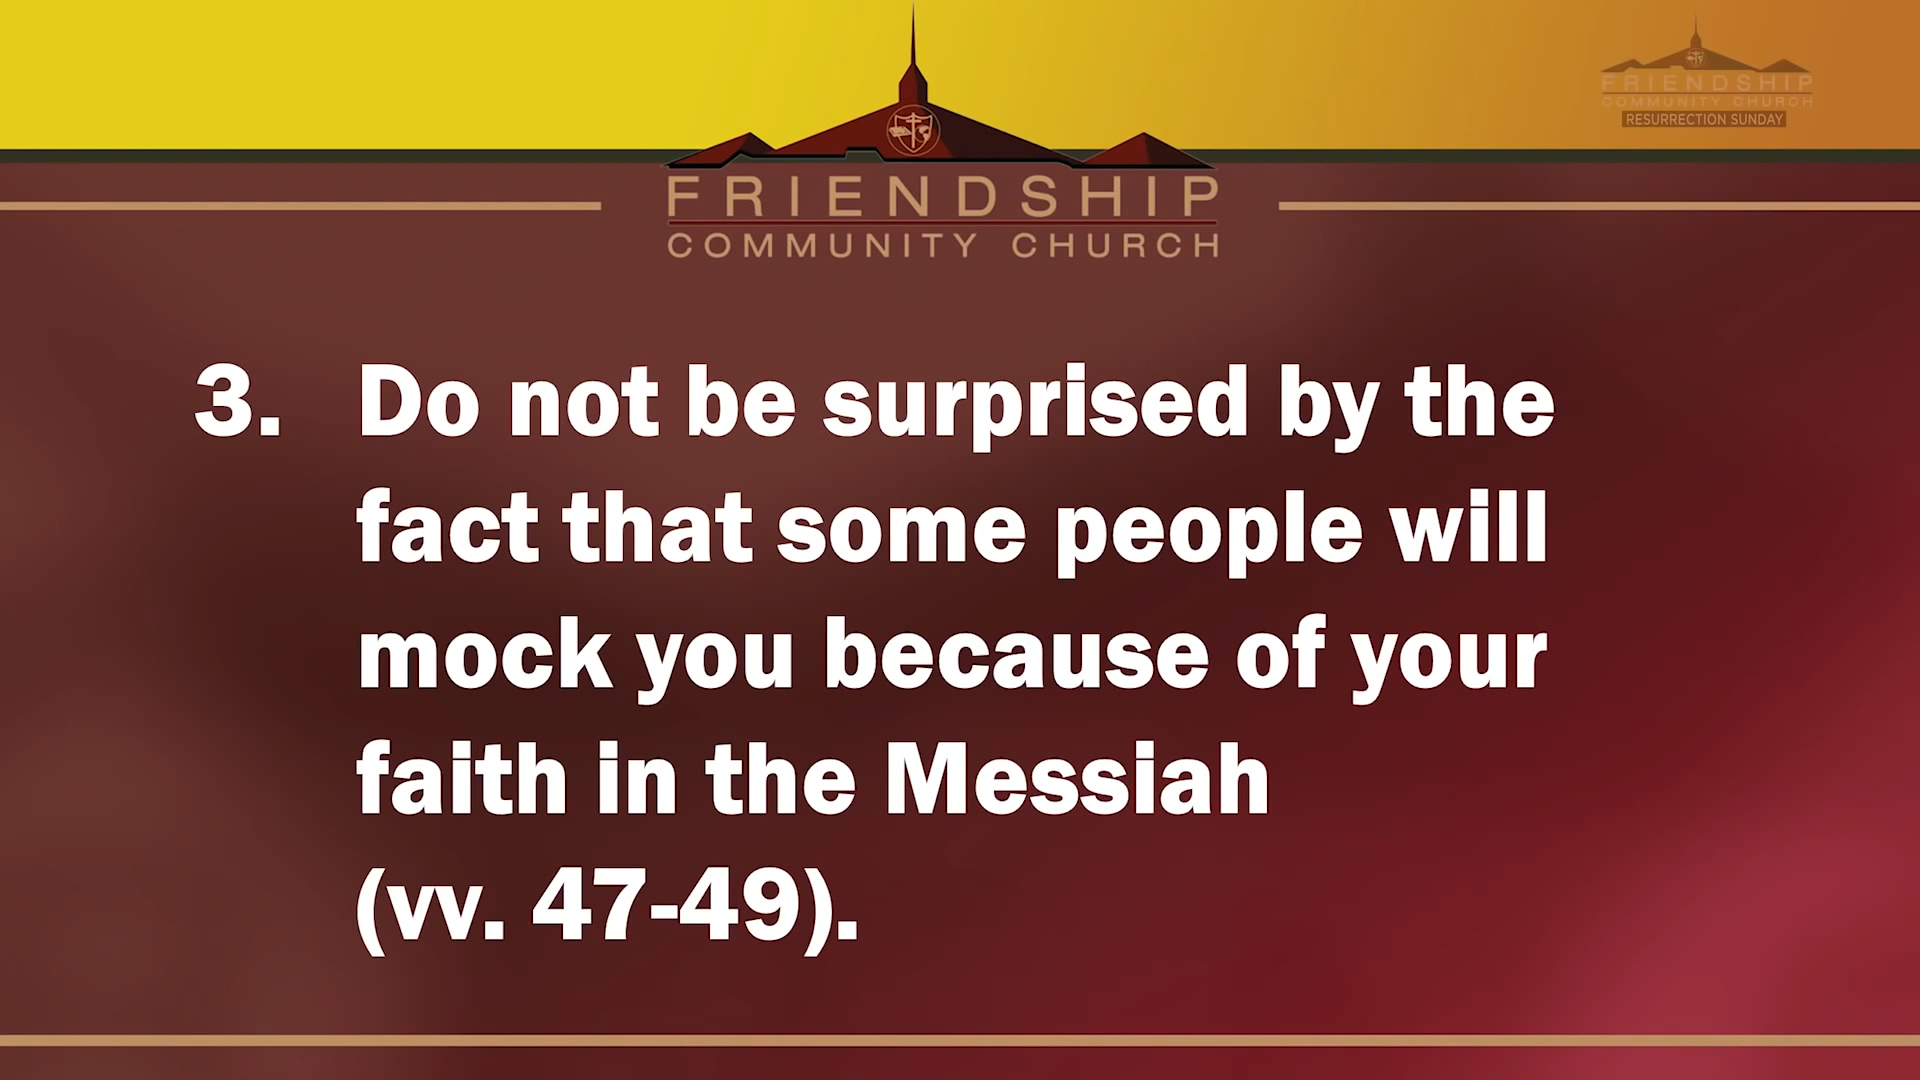 FRIENDSHIP
COMMUNITY CHURCH
RESURRECTION SUNDAY
FRIENDSHIP
COMMUNITY CHURCH
3. Do not be surprised by the
fact that some people will
mock you because of your
faith in the Messiah
(vv. 47-49).